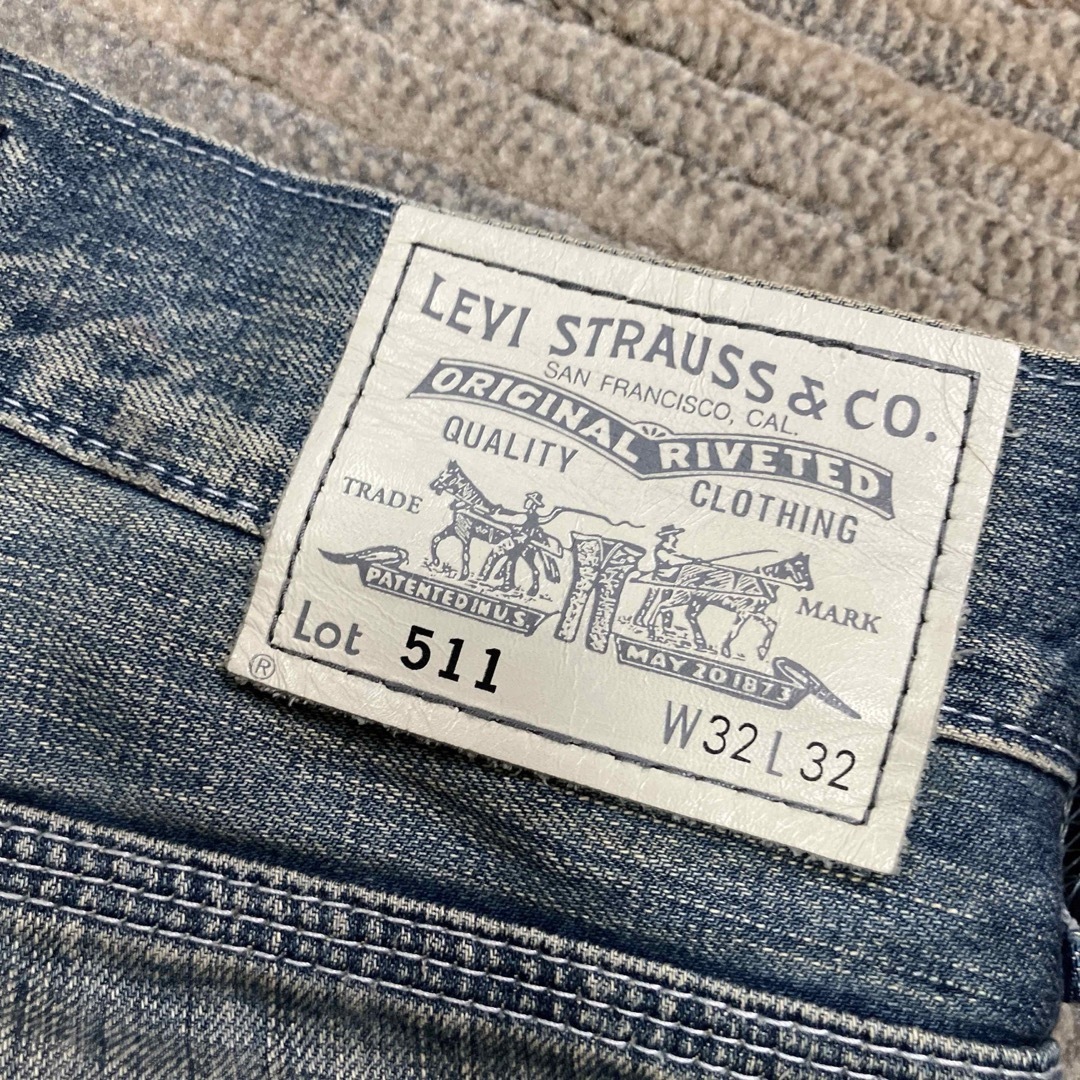 LEVI STRAUSS & CO.
SAN FRANCISCO, CAL.
ORIGINAL RIVETED
QUALITY CLOTHING
TRADE MARK
PATENTED IN U.S.
MAY 20 1873
Lot 511
W32 L 32
®